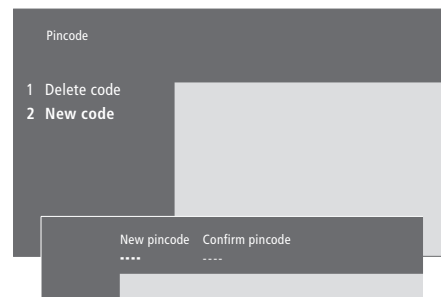 Pincode
1 Delete code
2 New code
New pincode Confirm pincode
---- ----